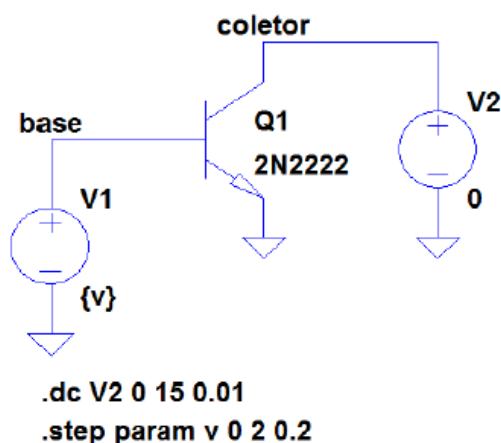 coletor
base
Q1
V2
2N2222
V1
0
{v}
.dc V2 0 15 0.01
.step param v 0 2 0.2